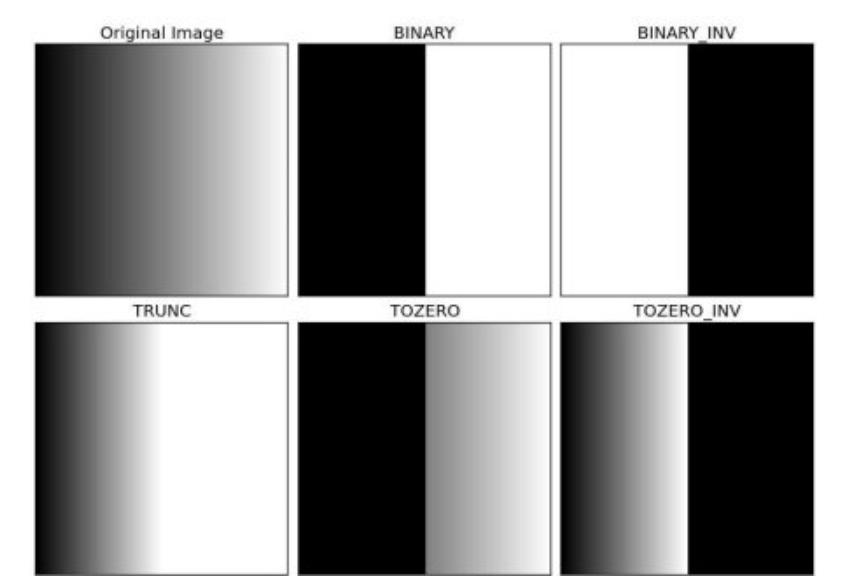 Original Image
BINARY
BINARY_INV
TRUNC
TOZERO
TOZERO_INV